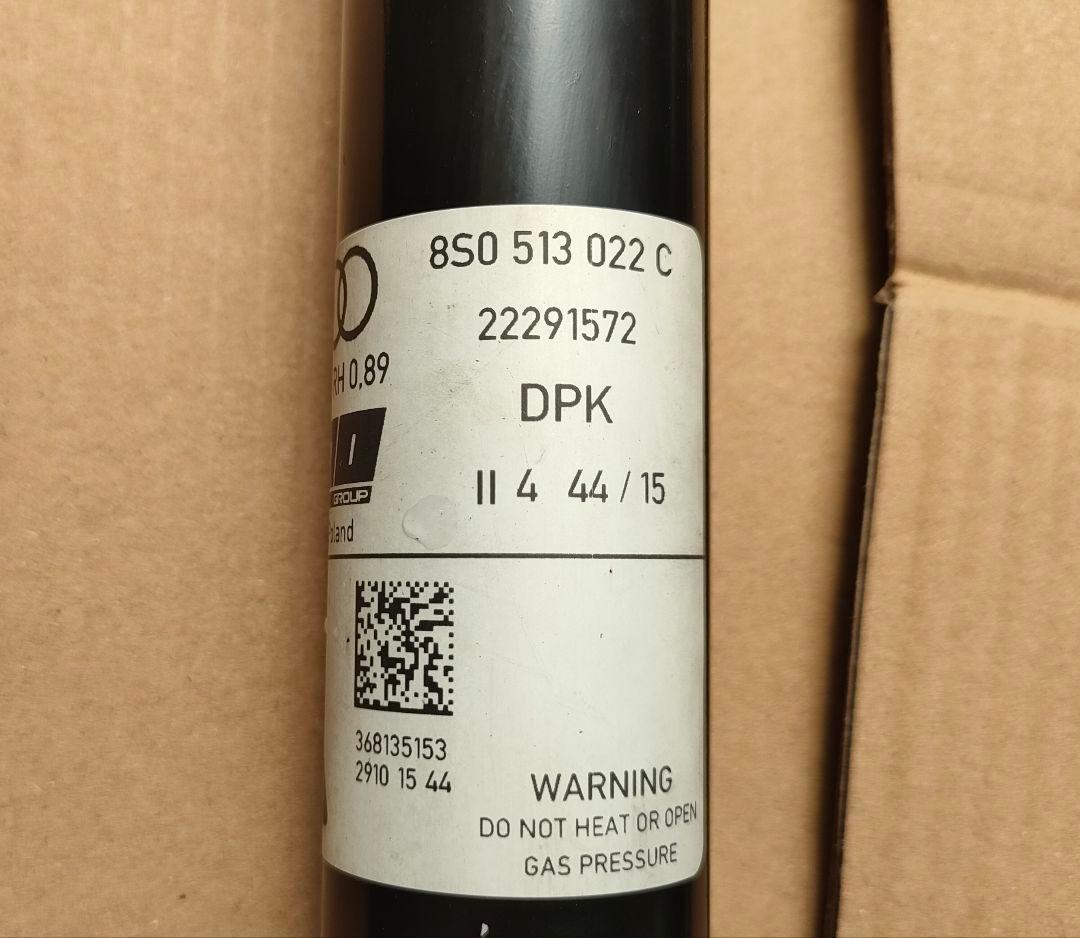 8S0 513 022 C
22291572
RH 0,89
DPK
GROUP
II 4 44 / 15
368135153
2910 15 44
WARNING
DO NOT HEAT OR OPEN
GAS PRESSURE